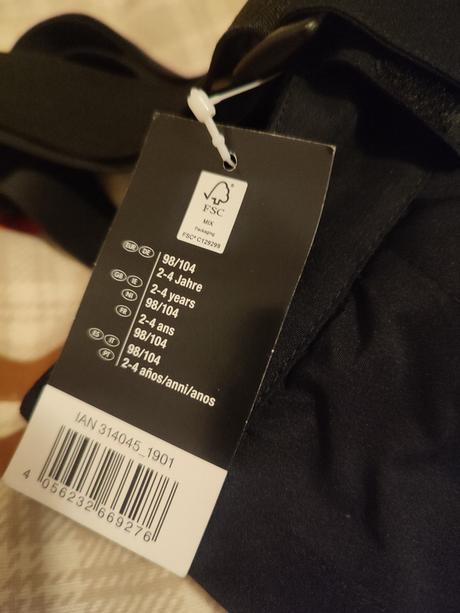 FSC
MIX
Packaging
FSC® C129299
EUR DE 98/104
2-4 Jahre
GB IE 2-4 years
NI 98/104
FR 2-4 ans
98/104
ES IT 98/104
PT 2-4 años/anni/anos
IAN 314045_1901
4 056232 669276